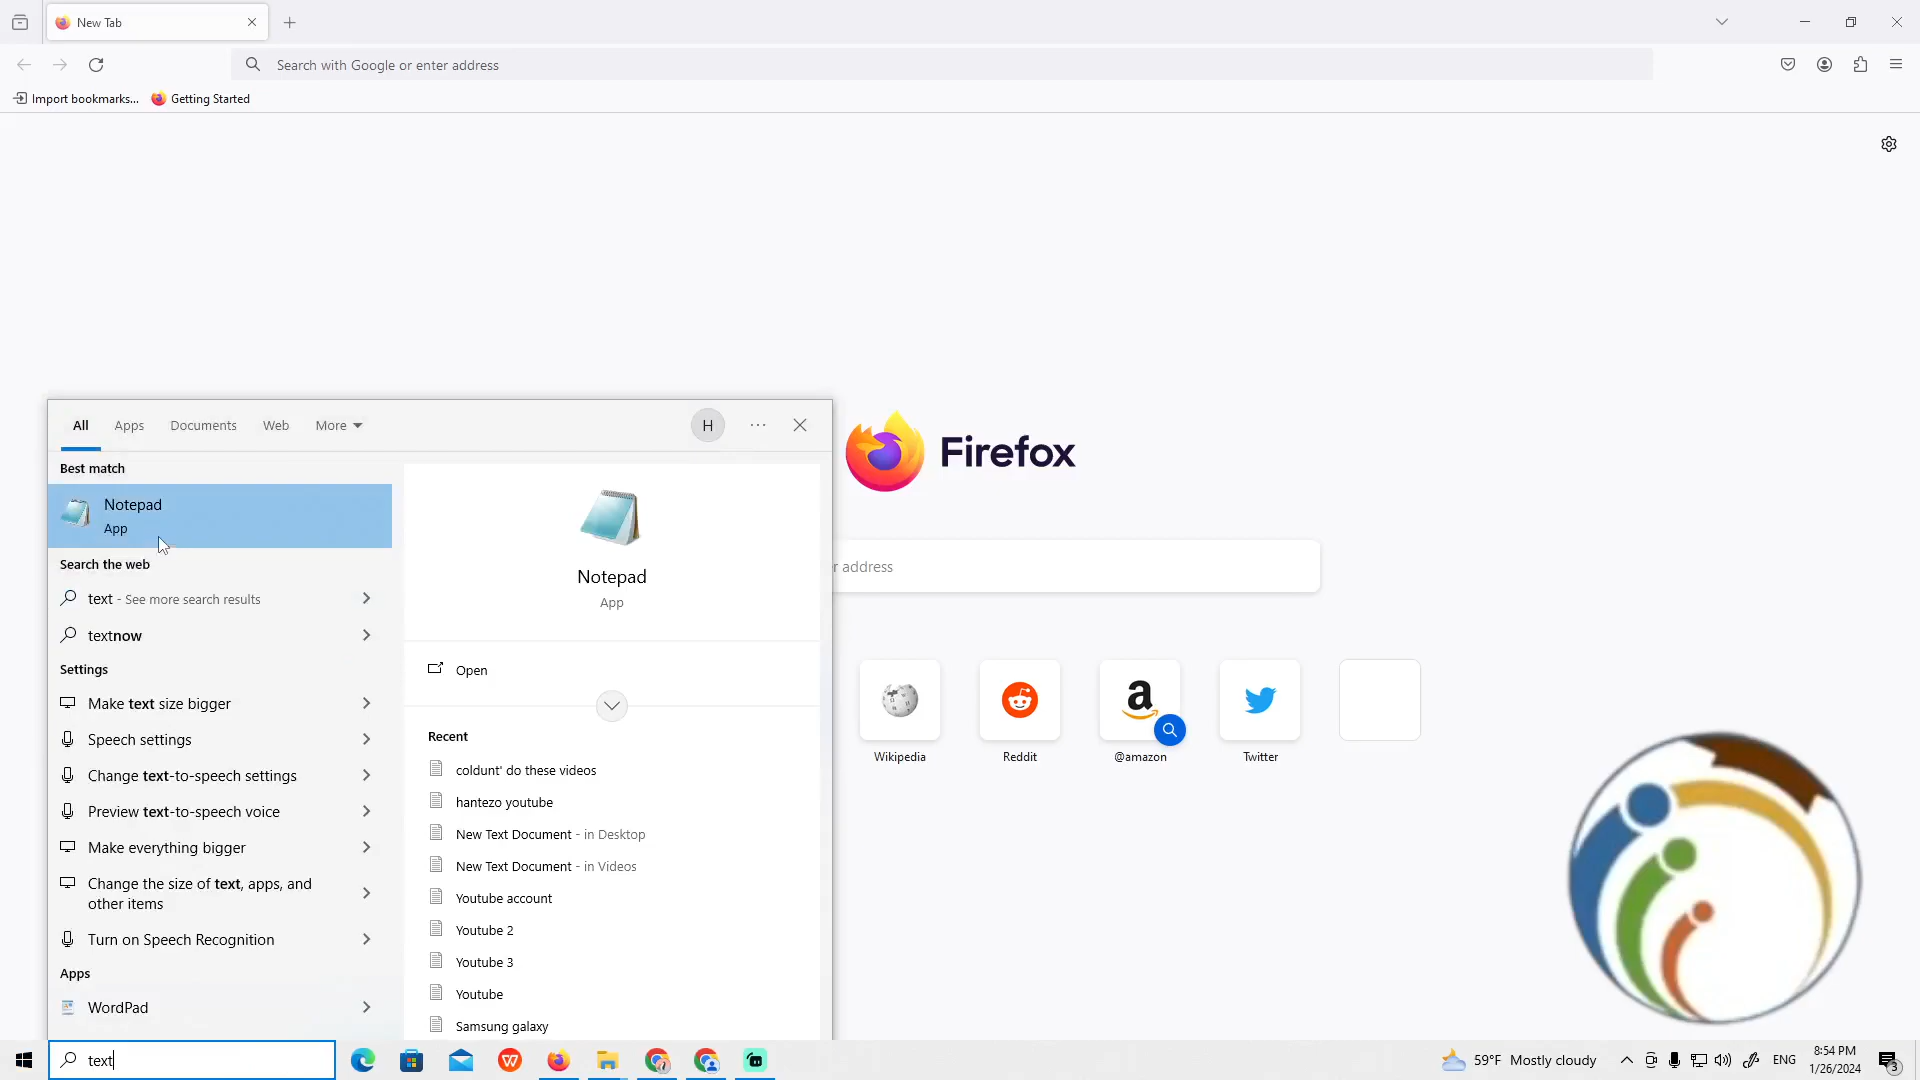 New Tab
Search with Google or enter address
Import bookmarks...
Getting Started
Firefox
r address
Wikipedia
Reddit
@amazon
Twitter
All
Apps
Documents
Web
More
H
Best match
Notepad
App
Search the web
text - See more search results
textnow
Settings
Make text size bigger
Speech settings
Change text-to-speech settings
Preview text-to-speech voice
Make everything bigger
Change the size of text, apps, and
other items
Turn on Speech Recognition
Apps
WordPad
Notepad
App
Open
Recent
coldunt' do these videos
hantezo youtube
New Text Document - in Desktop
New Text Document - in Videos
Youtube account
Youtube 2
Youtube 3
Youtube
Samsung galaxy
text
59°F Mostly cloudy
ENG
8:54 PM
1/26/2024
3